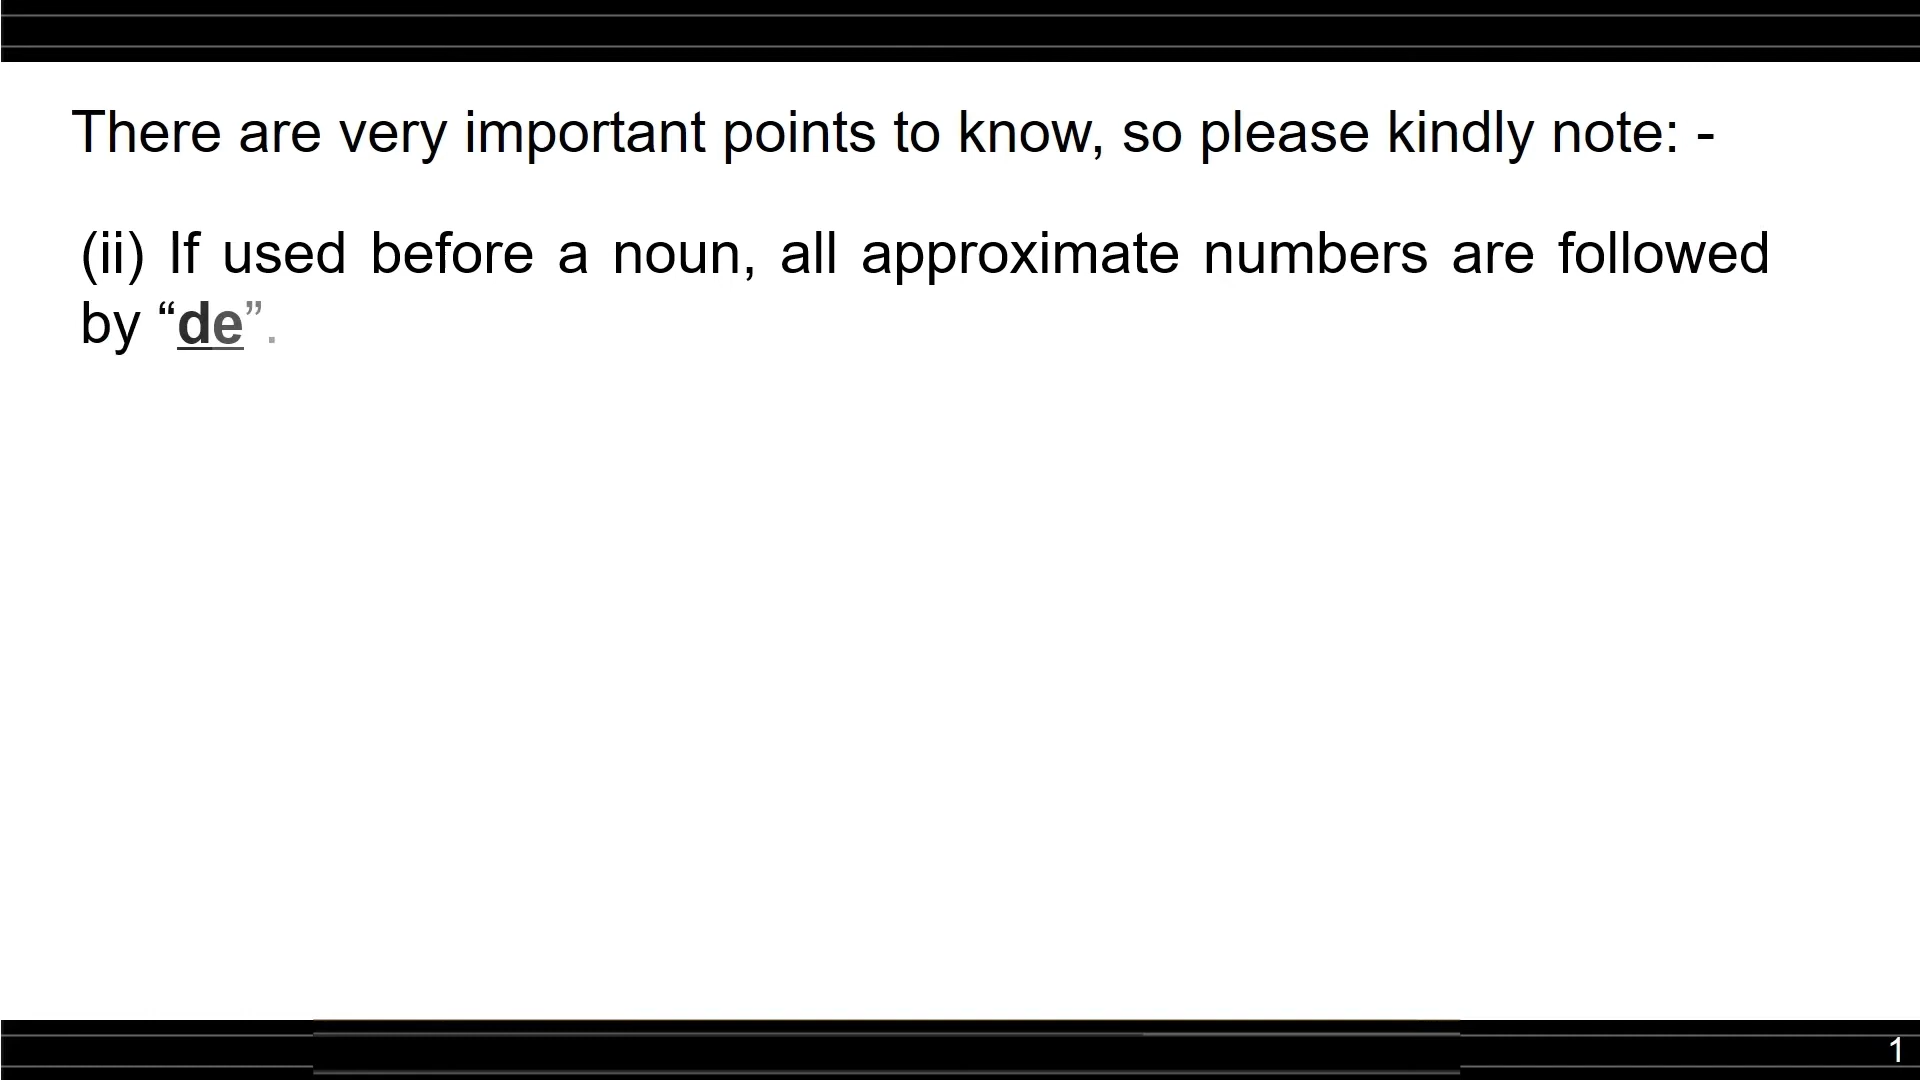 There are very important points to know, so please kindly note: -
(ii) If used before a noun, all approximate numbers are followed
by “de”.
1